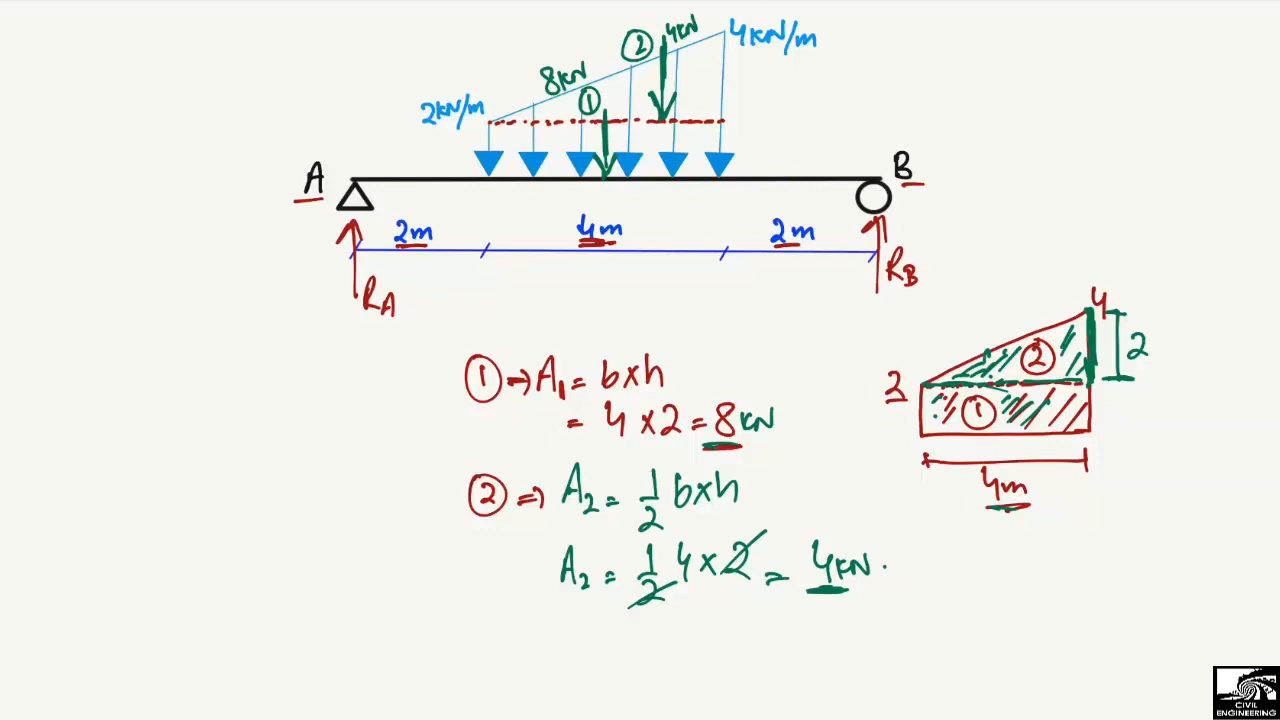 ② 4KN
4KN/m
8KN
①
2KN/m
A
B
2m
4m
2m
RA
RB
4
2
②
2
①
4m
① ⇒ A₁ = b×h
= 4×2 = 8KN
② ⇒ A₂ = 1/2 b×h
A₂ = 1/2 4×2 = 4KN.
CIVIL
ENGINEERING